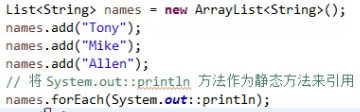 List<String> names = new ArrayList<String>();
names.add("Tony");
names.add("Mike");
names.add("Allen");
// 将 System.out::println 方法作为静态方法来引用
names.forEach(System.out::println);